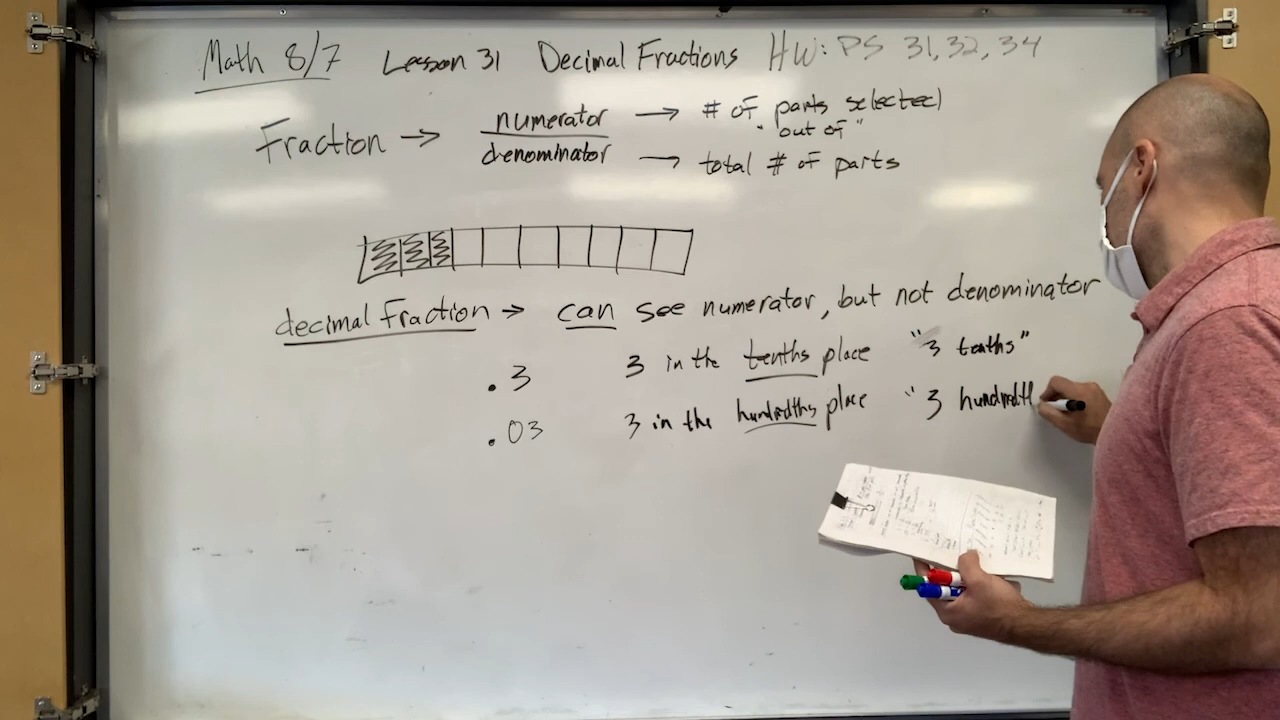 Math 8/7 Lesson 31 Decimal Fractions HW: PS 31, 32, 34
Fraction → numerator → # of parts selected
"out of"
denominator → total # of parts
decimal fraction → can see numerator, but not denominator
.3 3 in the tenths place "3 tenths"
.03 3 in the hundredths place "3 hundredth